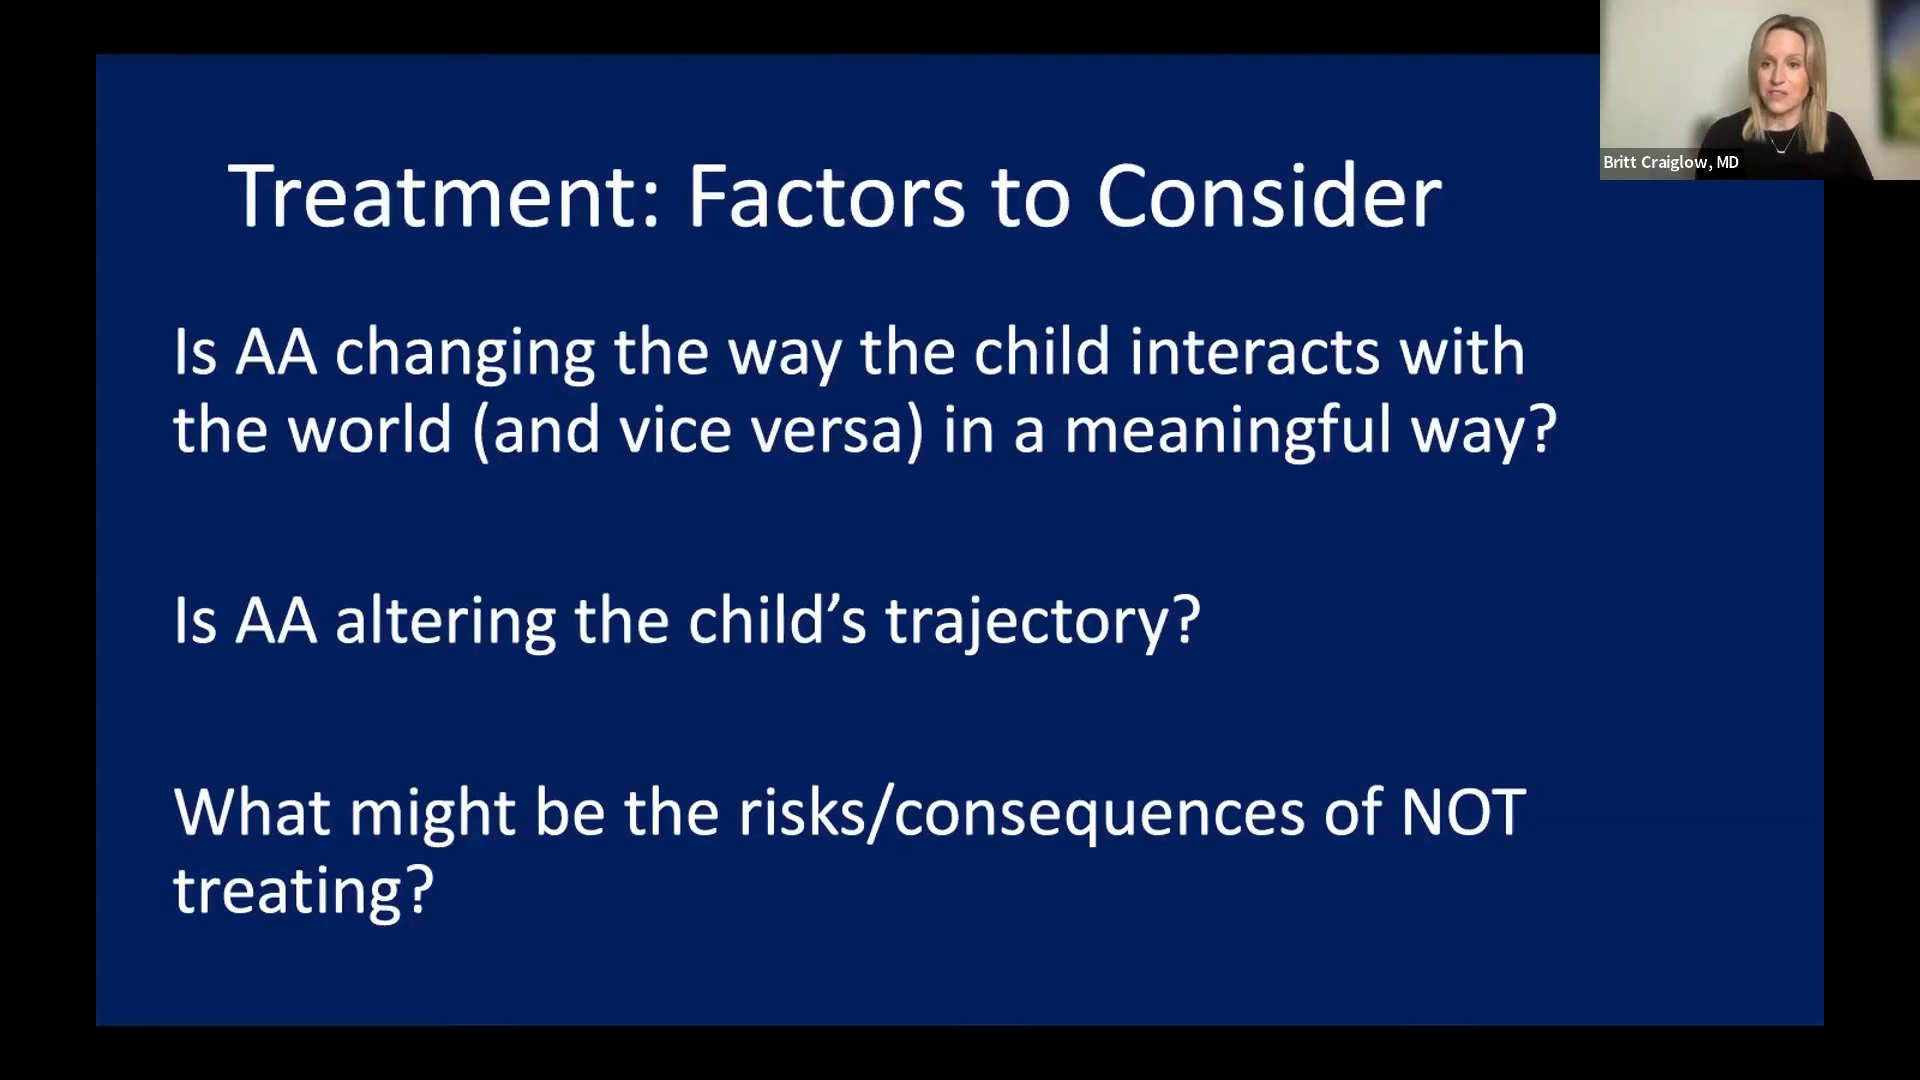 Britt Craiglow, MD
Treatment: Factors to Consider
Is AA changing the way the child interacts with
the world (and vice versa) in a meaningful way?
Is AA altering the child’s trajectory?
What might be the risks/consequences of NOT
treating?